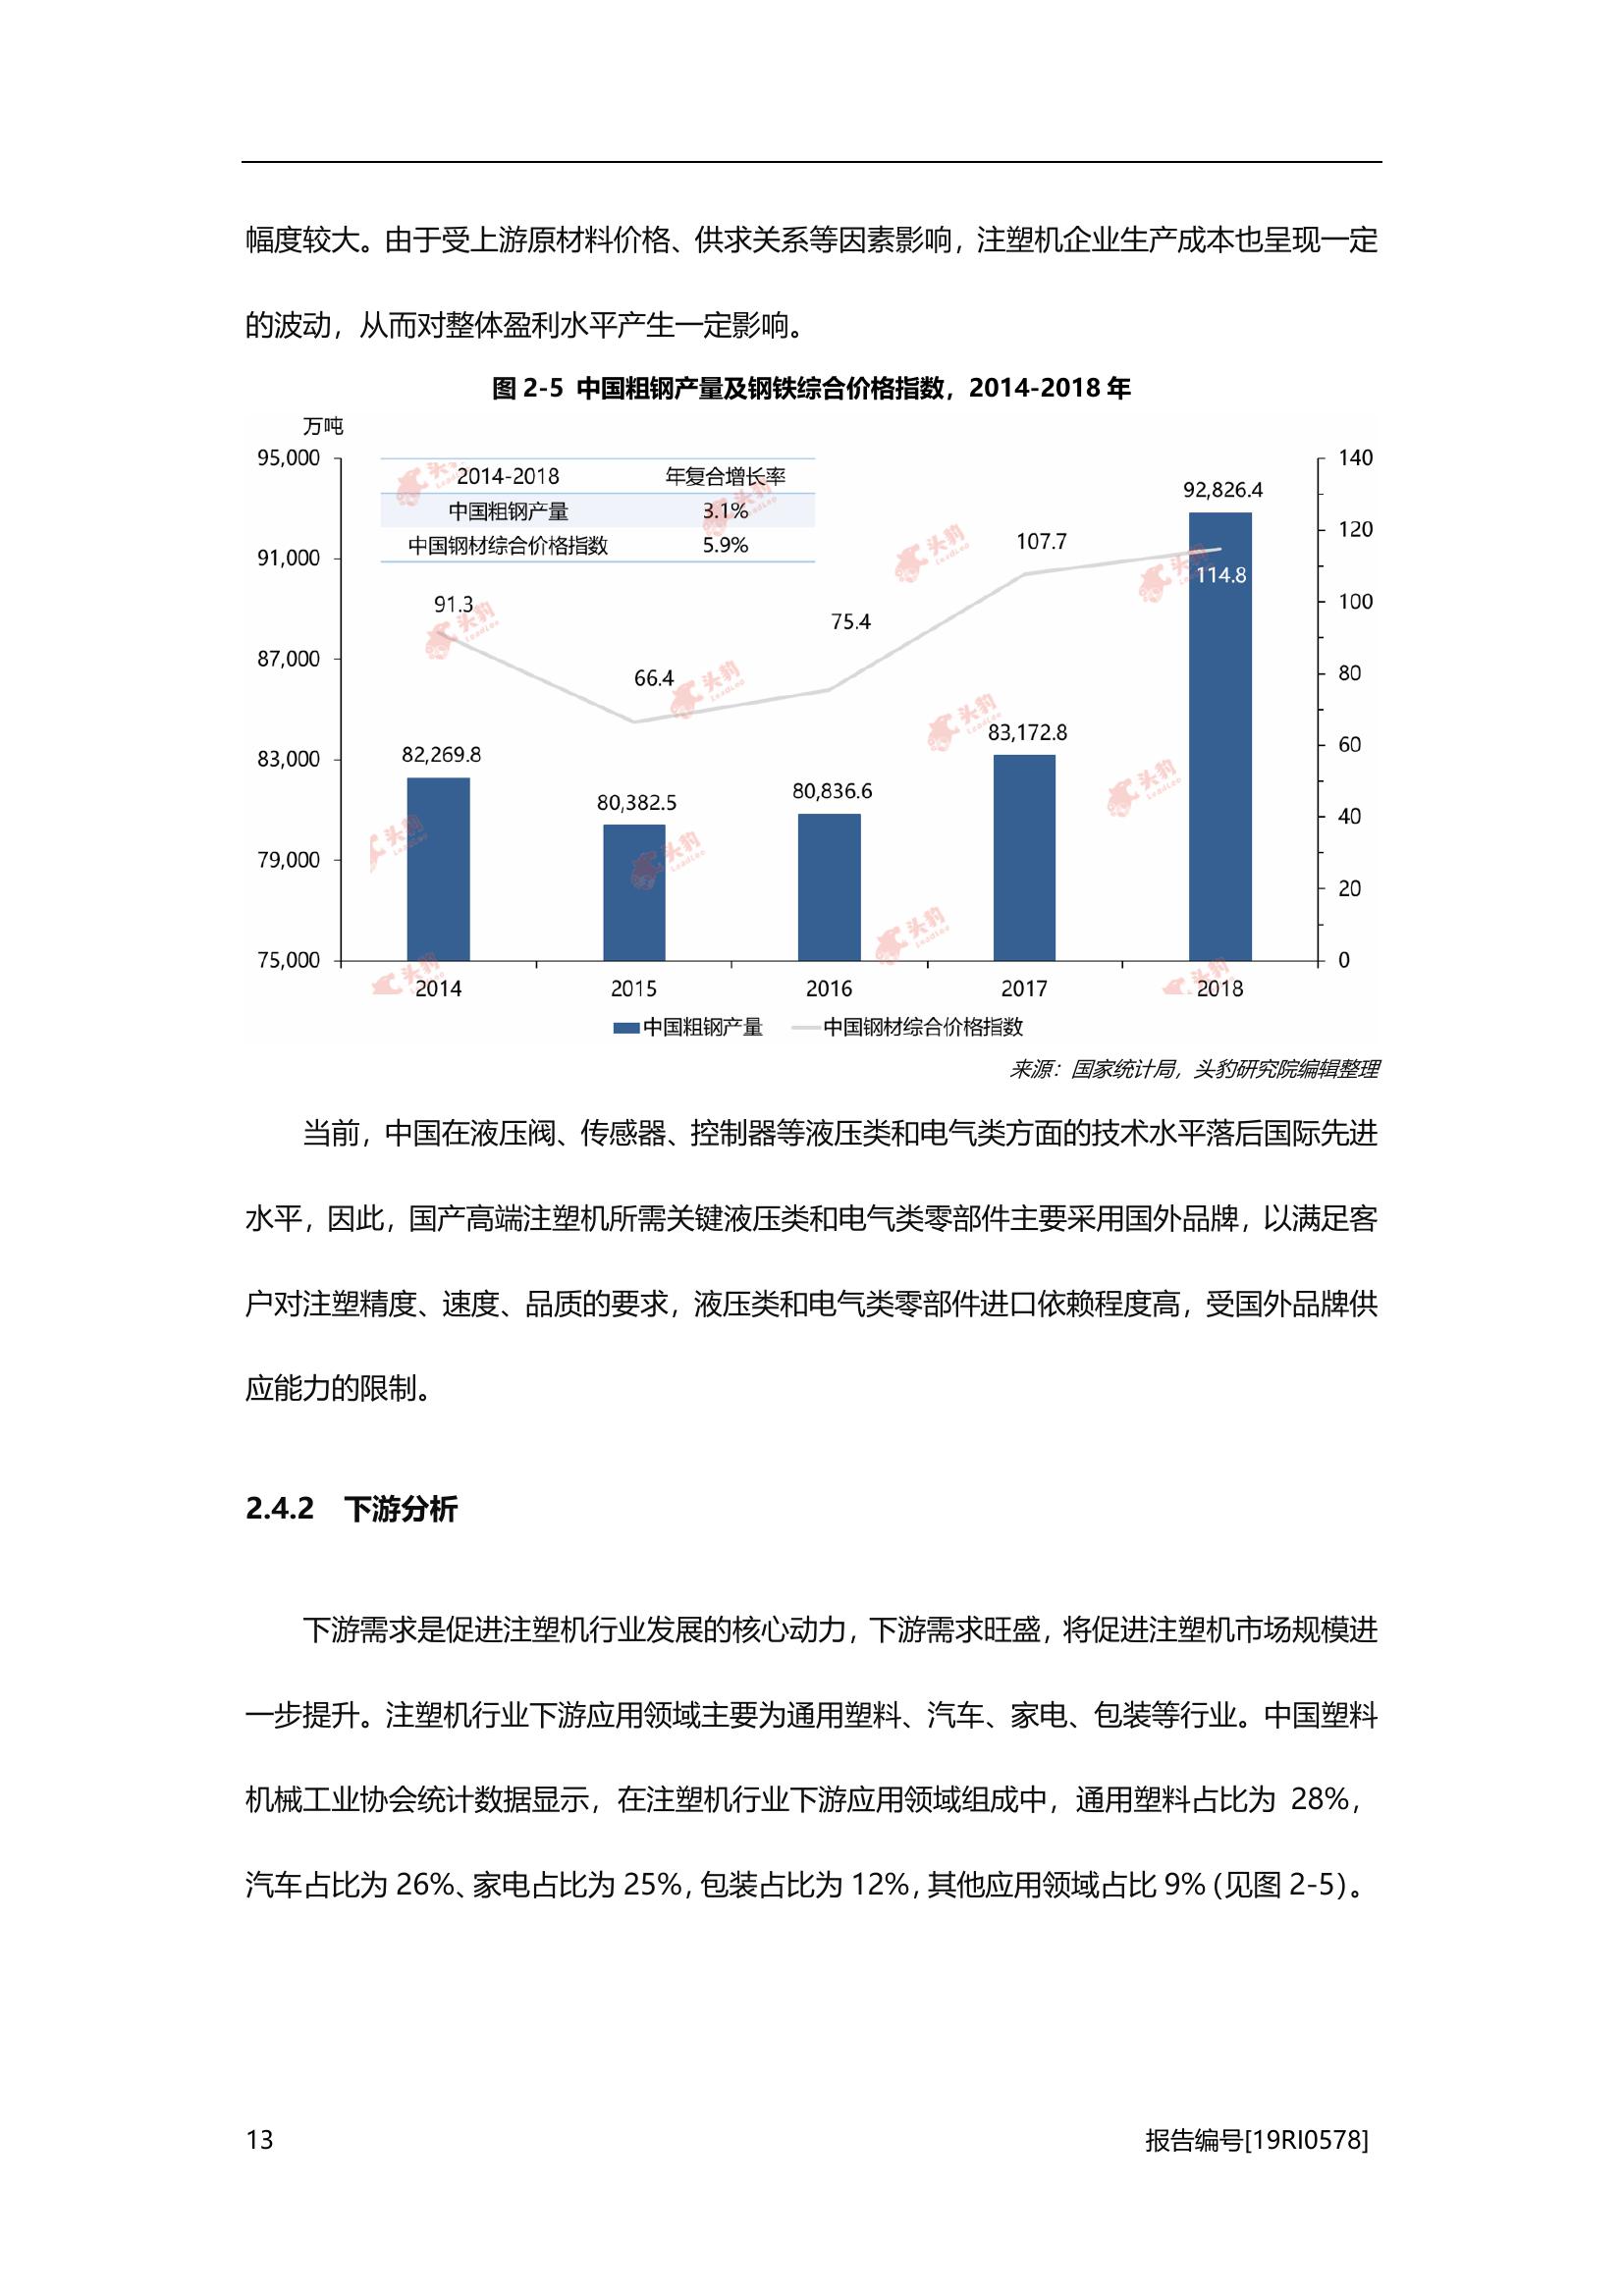 幅度较大。由于受上游原材料价格、供求关系等因素影响，注塑机企业生产成本也呈现一定
的波动，从而对整体盈利水平产生一定影响。
图 2-5 中国粗钢产量及钢铁综合价格指数，2014-2018 年
万吨
95,000
91,000
87,000
83,000
79,000
75,000
2014-2018 年复合增长率
中国粗钢产量 3.1%
中国钢材综合价格指数 5.9%
91.3
66.4
75.4
107.7
114.8
82,269.8
80,382.5
80,836.6
83,172.8
92,826.4
140
120
100
80
60
40
20
0
2014 2015 2016 2017 2018
中国粗钢产量 中国钢材综合价格指数
头豹
LeadLeo
来源：国家统计局，头豹研究院编辑整理
当前，中国在液压阀、传感器、控制器等液压类和电气类方面的技术水平落后国际先进
水平，因此，国产高端注塑机所需关键液压类和电气类零部件主要采用国外品牌，以满足客
户对注塑精度、速度、品质的要求，液压类和电气类零部件进口依赖程度高，受国外品牌供
应能力的限制。
2.4.2 下游分析
下游需求是促进注塑机行业发展的核心动力，下游需求旺盛，将促进注塑机市场规模进
一步提升。注塑机行业下游应用领域主要为通用塑料、汽车、家电、包装等行业。中国塑料
机械工业协会统计数据显示，在注塑机行业下游应用领域组成中，通用塑料占比为 28%，
汽车占比为 26%、家电占比为 25%，包装占比为 12%，其他应用领域占比 9%（见图 2-5）。
13
报告编号[19RI0578]